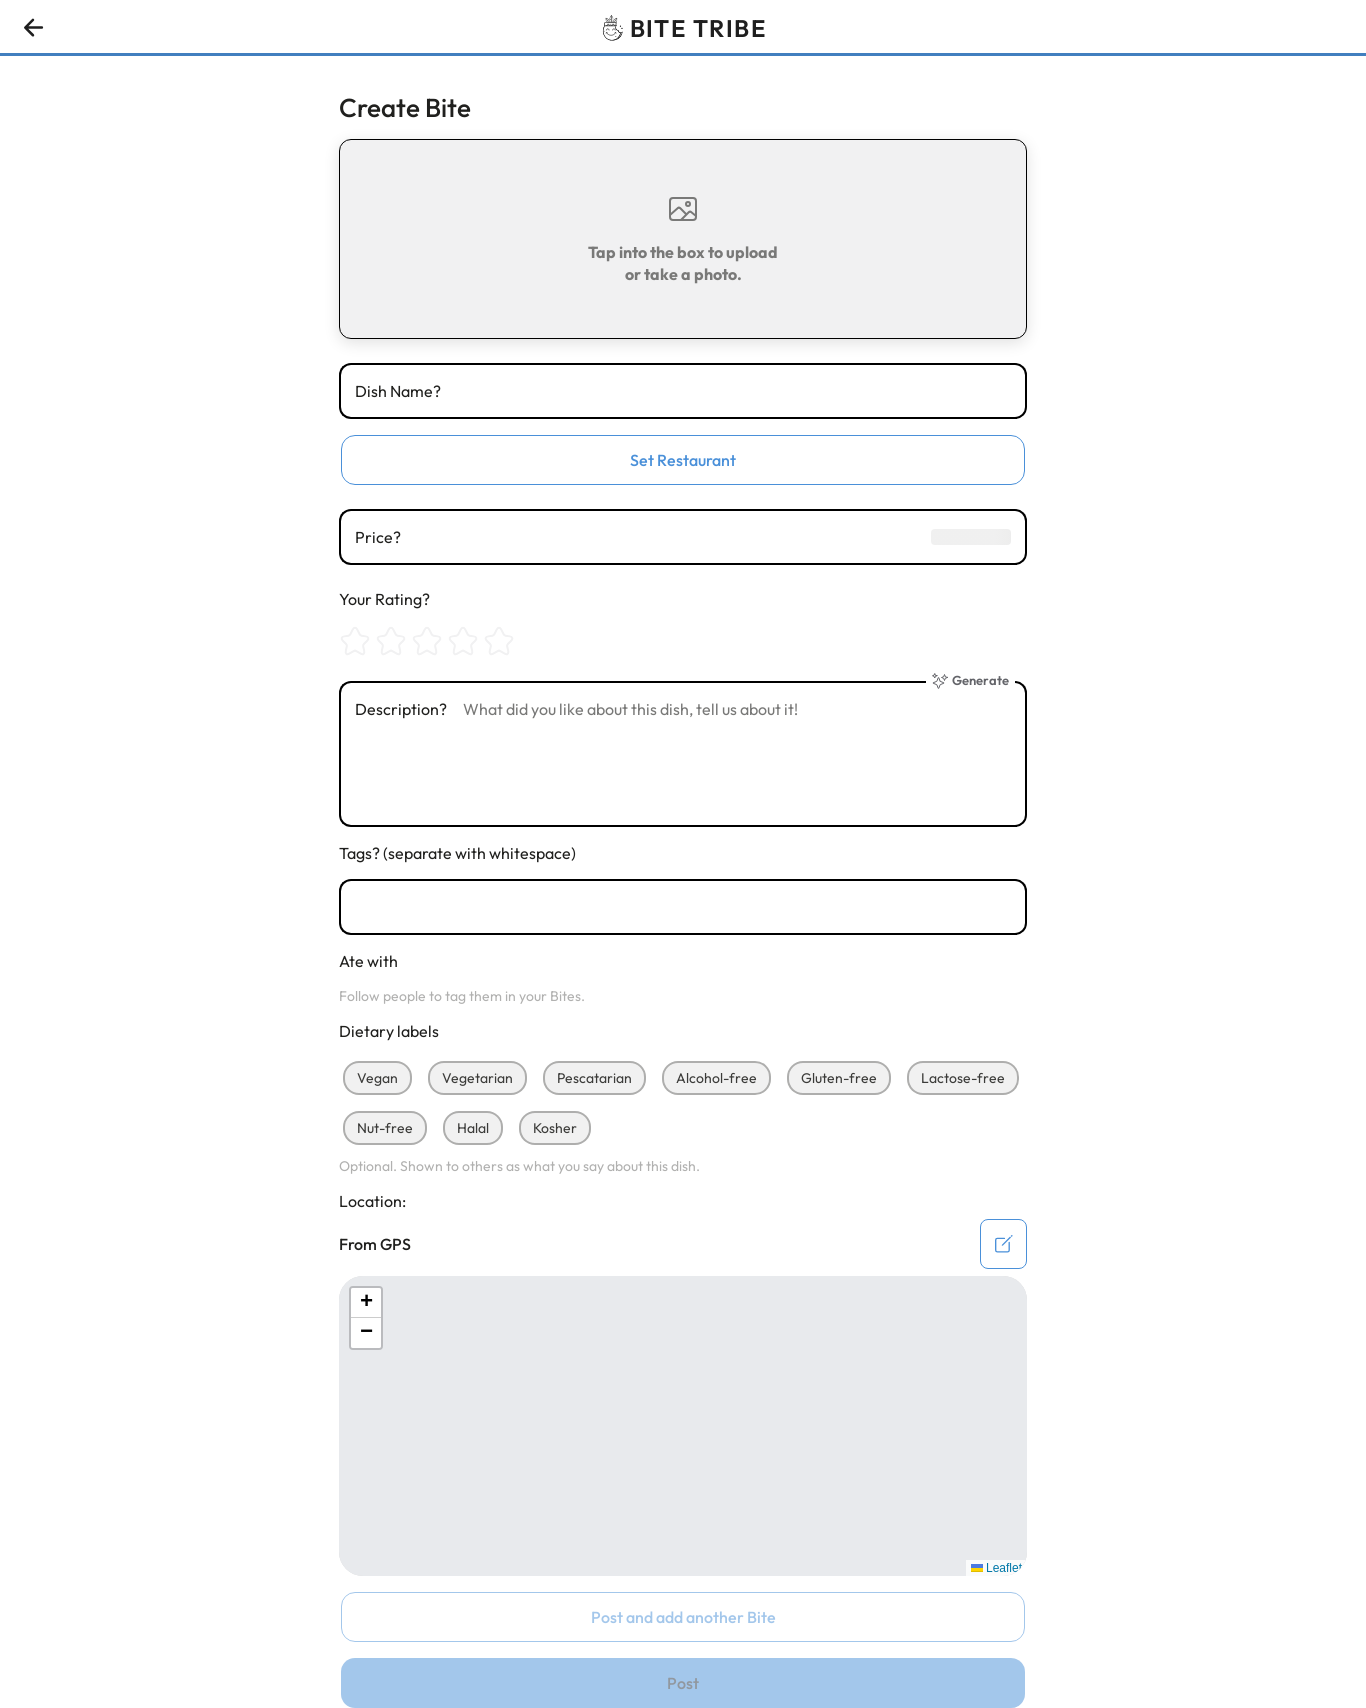 BITE TRIBE
Create Bite
Tap into the box to upload
or take a photo.
Dish Name?
Set Restaurant
Price?
Your Rating?
Generate
Description? What did you like about this dish, tell us about it!
Tags? (separate with whitespace)
Ate with
Follow people to tag them in your Bites.
Dietary labels
Vegan Vegetarian Pescatarian Alcohol-free Gluten-free Lactose-free
Nut-free Halal Kosher
Optional. Shown to others as what you say about this dish.
Location:
From GPS
+
−
Leaflet
Post and add another Bite
Post